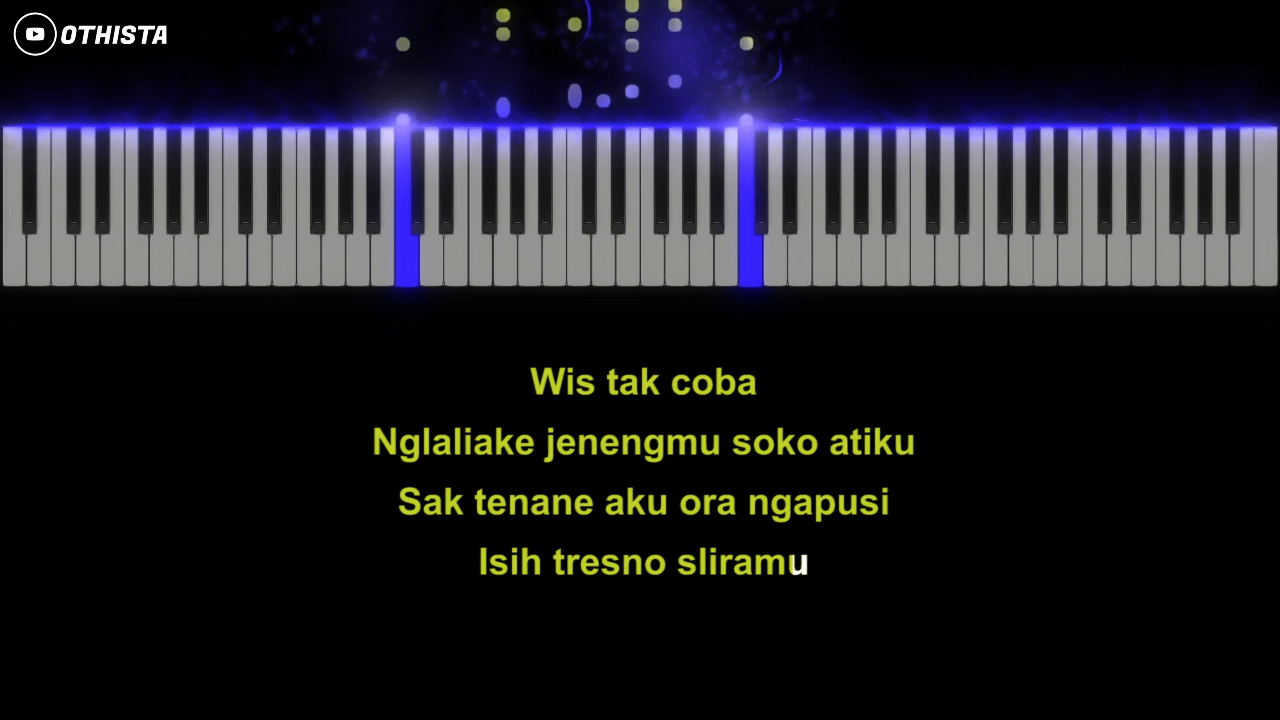 OTHISTA
Wis tak coba
Nglaliake jenengmu soko atiku
Sak tenane aku ora ngapusi
Isih tresno sliramu